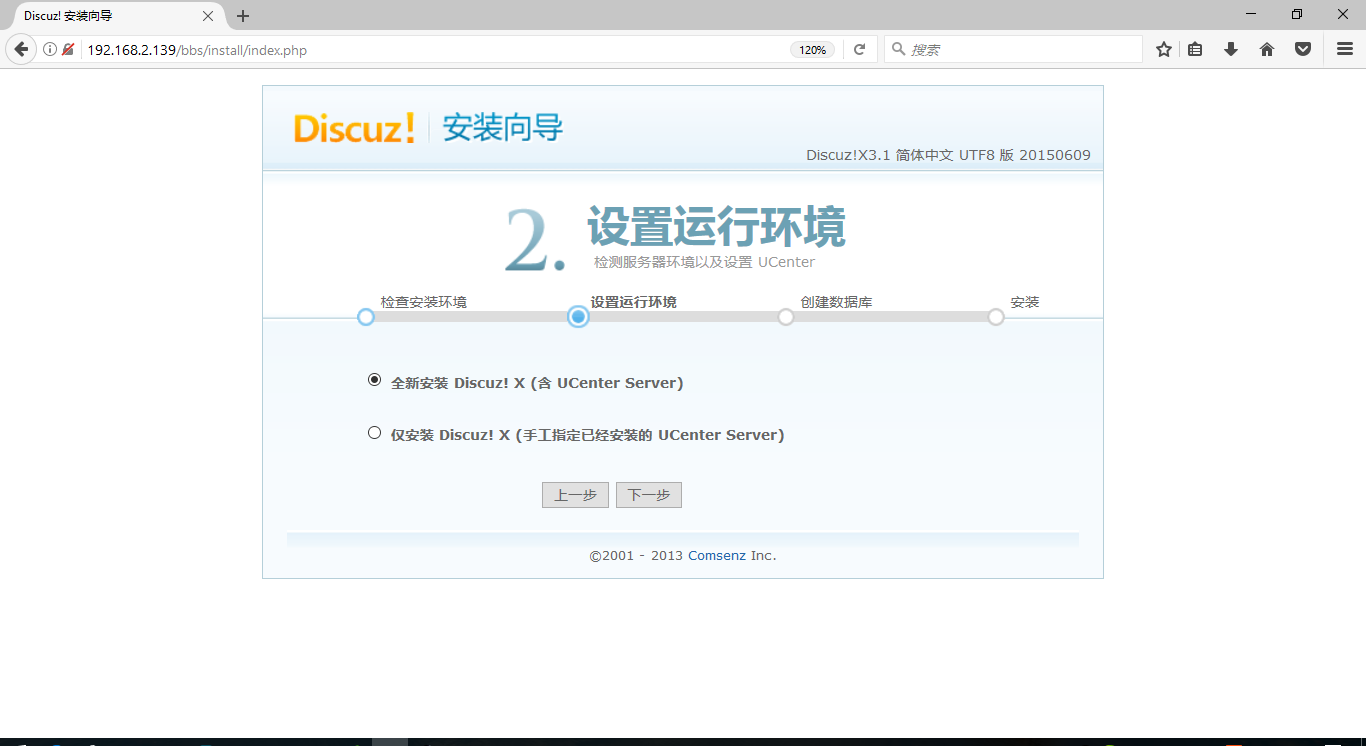 Discuz! 安装向导
192.168.2.139/bbs/install/index.php
120%
搜索
Discuz! 安装向导
Discuz!X3.1 简体中文 UTF8 版 20150609
2. 设置运行环境
检测服务器环境以及设置 UCenter
检查安装环境 设置运行环境 创建数据库 安装
全新安装 Discuz! X (含 UCenter Server)
仅安装 Discuz! X (手工指定已经安装的 UCenter Server)
上一步 下一步
©2001 - 2013 Comsenz Inc.